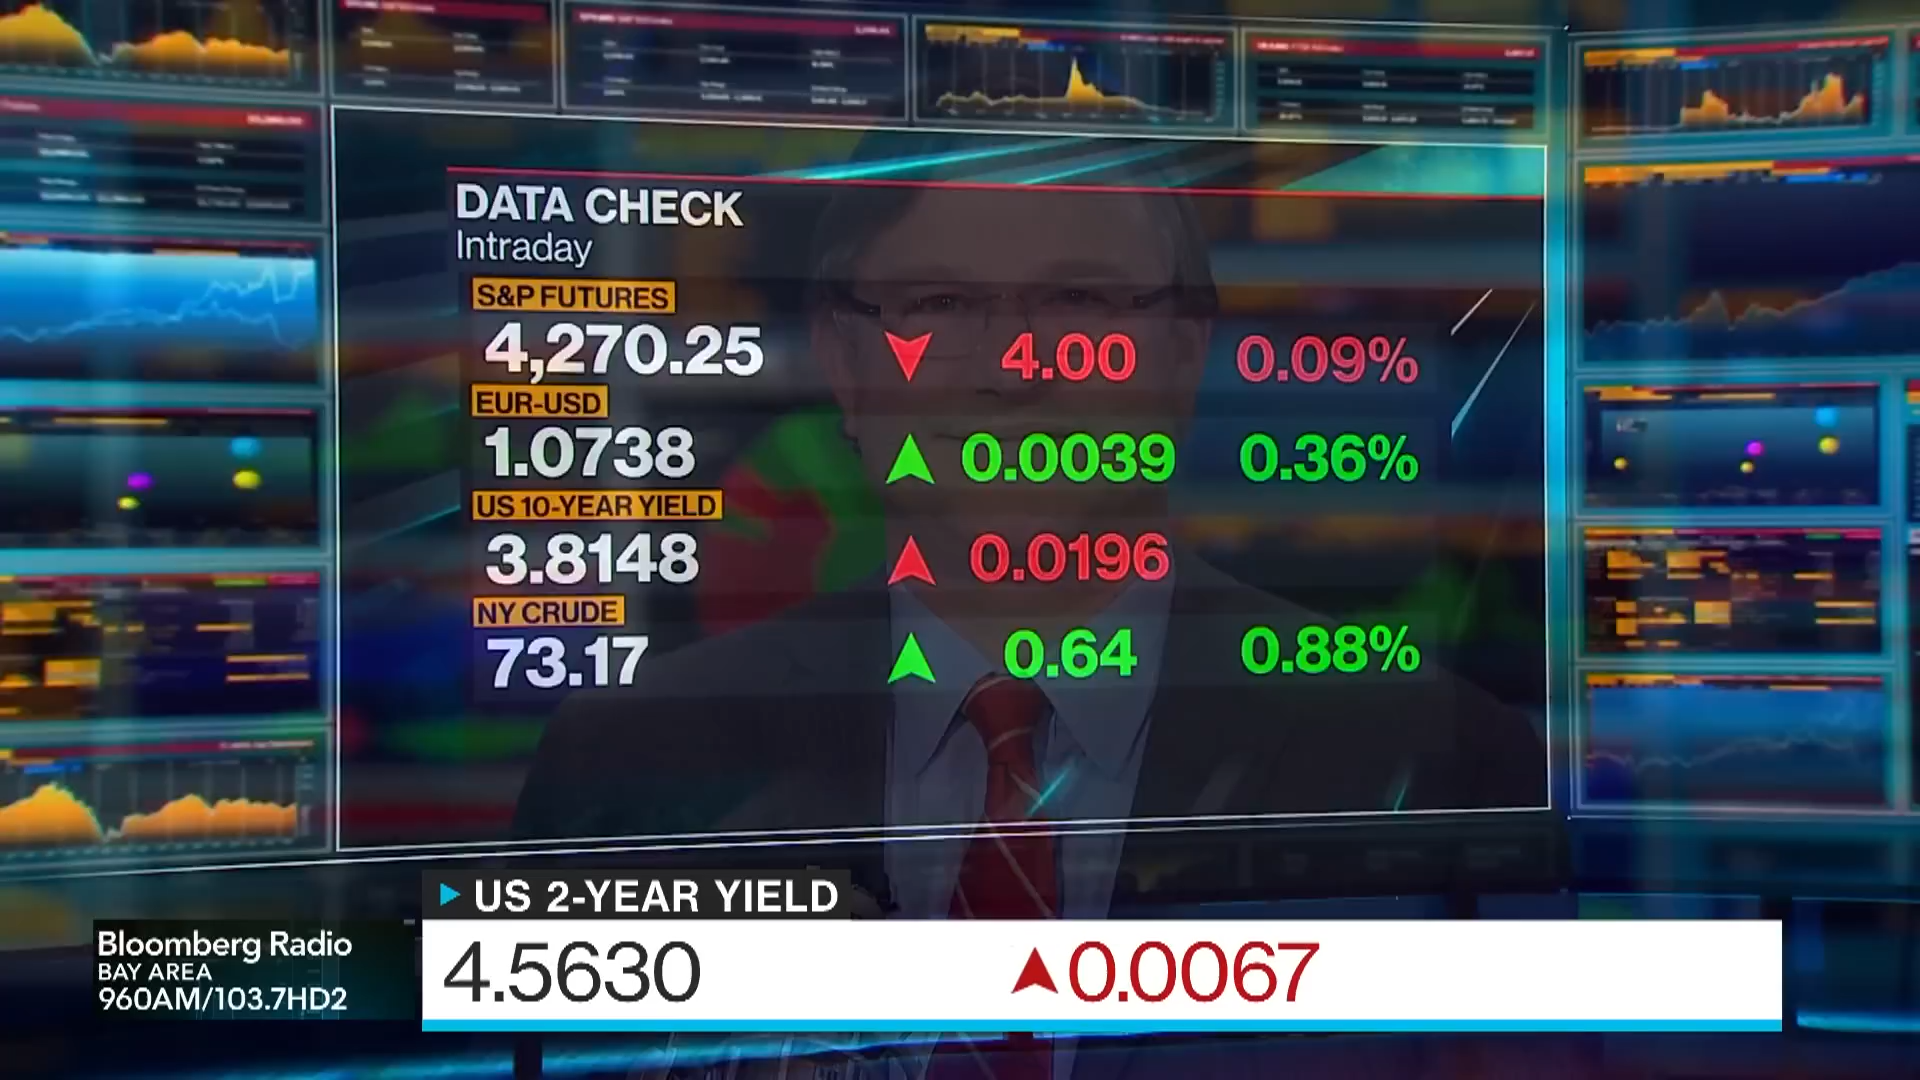 DATA CHECK
Intraday
S&P FUTURES
4,270.25 ▼ 4.00 0.09%
EUR-USD
1.0738 ▲ 0.0039 0.36%
US 10-YEAR YIELD
3.8148 ▲ 0.0196
NY CRUDE
73.17 ▲ 0.64 0.88%
US 2-YEAR YIELD
4.5630 ▲0.0067
Bloomberg Radio
BAY AREA
960AM/103.7HD2